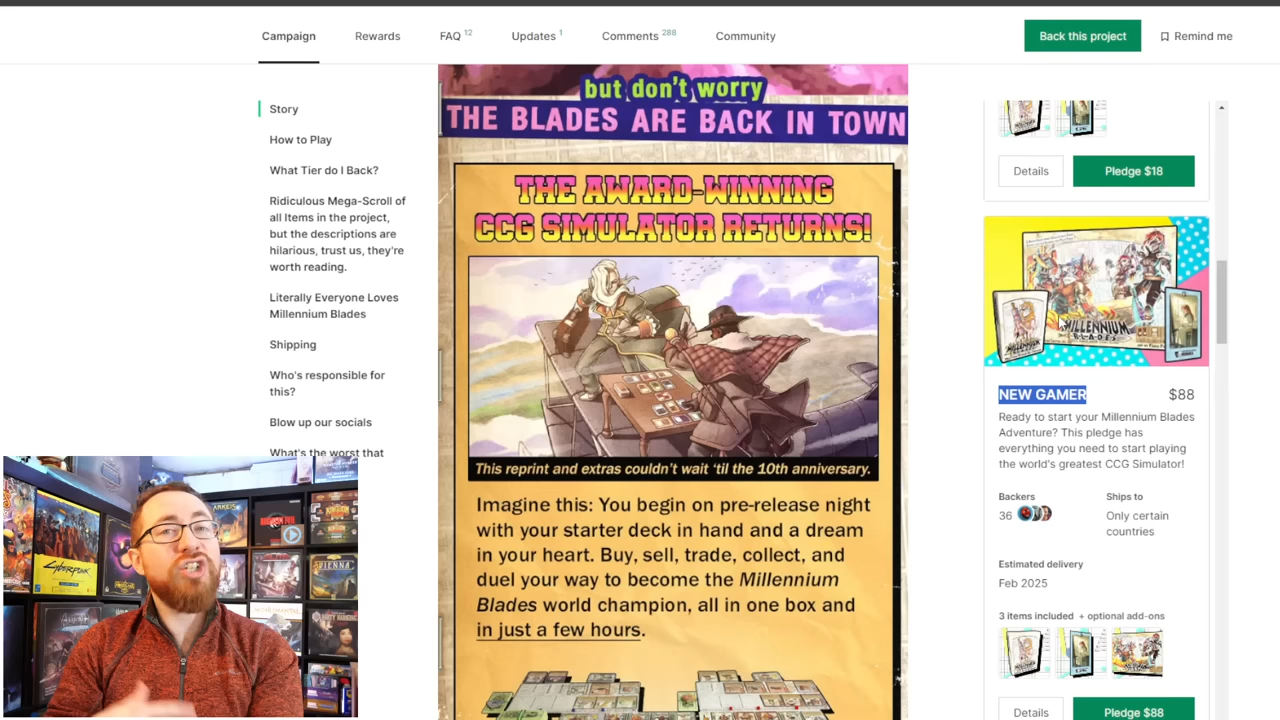 Campaign
Rewards
FAQ 12
Updates 1
Comments 288
Community
Back this project
Remind me
Story
How to Play
What Tier do I Back?
Ridiculous Mega-Scroll of
all Items in the project,
but the descriptions are
hilarious, trust us, they're
worth reading.
Literally Everyone Loves
Millennium Blades
Shipping
Who's responsible for
this?
Blow up our socials
What's the worst that
but don't worry
THE BLADES ARE BACK IN TOWN
THE AWARD-WINNING
CCG SIMULATOR RETURNS!
This reprint and extras couldn't wait 'til the 10th anniversary.
Imagine this: You begin on pre-release night
with your starter deck in hand and a dream
in your heart. Buy, sell, trade, collect, and
duel your way to become the Millennium
Blades world champion, all in one box and
in just a few hours.
Details
Pledge $18
MILLENNIUM
BLADES
NEW GAMER
$88
Ready to start your Millennium Blades
Adventure? This pledge has
everything you need to start playing
the world's greatest CCG Simulator!
Backers
36
Ships to
Only certain
countries
Estimated delivery
Feb 2025
3 items included + optional add-ons
Details
Pledge $88
CYBERPUNK
VIENNA